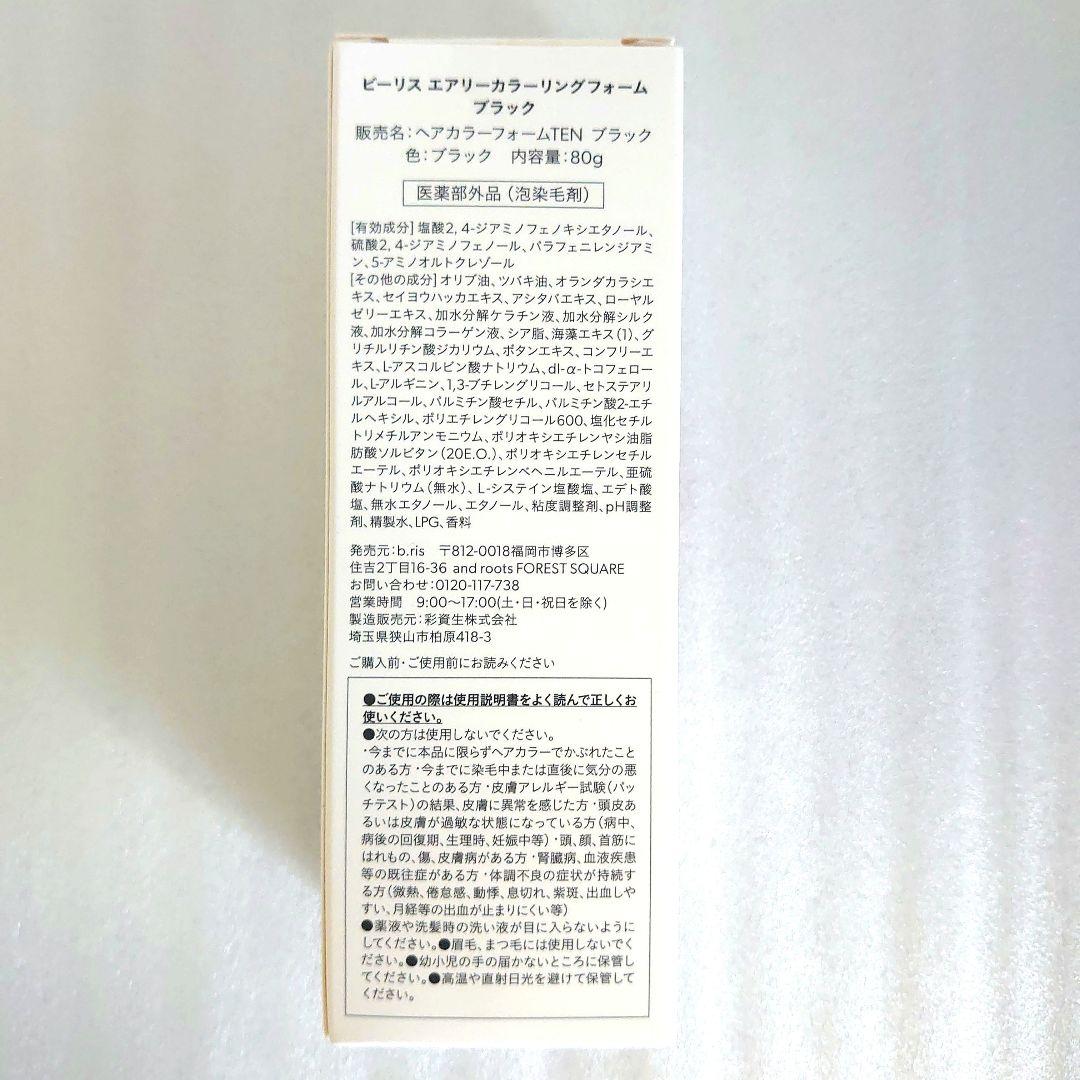 ビーリス エアリーカラーリングフォーム
ブラック
販売名：ヘアカラーフォームTEN ブラック
色：ブラック　内容量：80g
医薬部外品（泡染毛剤）
[有効成分] 塩酸2, 4-ジアミノフェノキシエタノール、
硫酸2, 4-ジアミノフェノール、パラフェニレンジアミ
ン、5-アミノオルトクレゾール
[その他の成分] オリブ油、ツバキ油、オランダカラシエ
キス、セイヨウハッカエキス、アシタバエキス、ローヤル
ゼリーエキス、加水分解ケラチン液、加水分解シルク
液、加水分解コラーゲン液、シア脂、海藻エキス（1）、グ
リチルリチン酸ジカリウム、ボタンエキス、コンフリーエ
キス、L-アスコルビン酸ナトリウム、dl-α-トコフェロー
ル、L-アルギニン、1,3-ブチレングリコール、セトステアリ
ルアルコール、パルミチン酸セチル、パルミチン酸2-エチ
ルヘキシル、ポリエチレングリコール600、塩化セチル
トリメチルアンモニウム、ポリオキシエチレンヤシ油脂
肪酸ソルビタン（20E.O.）、ポリオキシエチレンセチル
エーテル、ポリオキシエチレンベヘニルエーテル、亜硫
酸ナトリウム（無水）、L-システイン塩酸塩、エデト酸
塩、無水エタノール、エタノール、粘度調整剤、pH調整
剤、精製水、LPG、香料
発売元：b.ris　〒812-0018福岡市博多区
住吉2丁目16-36 and roots FOREST SQUARE
お問い合わせ：0120-117-738
営業時間　9:00〜17:00(土・日・祝日を除く)
製造販売元：彩資生株式会社
埼玉県狭山市柏原418-3
ご購入前・ご使用前にお読みください
●ご使用の際は使用説明書をよく読んで正しくお
使いください。
●次の方は使用しないでください。
・今までに本品に限らずヘアカラーでかぶれたこと
のある方・今までに染毛中または直後に気分の悪
くなったことのある方・皮膚アレルギー試験（パッ
チテスト）の結果、皮膚に異常を感じた方・頭皮あ
るいは皮膚が過敏な状態になっている方（病中、
病後の回復期、生理時、妊娠中等）・頭、顔、首筋に
はれもの、傷、皮膚病がある方・腎臓病、血液疾患
等の既往症がある方・体調不良の症状が持続す
る方（微熱、倦怠感、動悸、息切れ、紫斑、出血しや
すい、月経等の出血が止まりにくい等）
●薬液や洗髪時の洗い液が目に入らないように
してください。●眉毛、まつ毛には使用しないでく
ださい。●幼小児の手の届かないところに保管し
てください。●高温や直射日光を避けて保管して
ください。